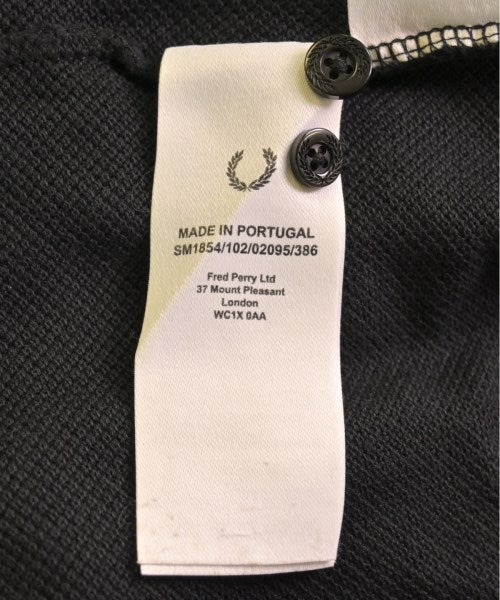 MADE IN PORTUGAL
SM1854/102/02095/386
Fred Perry Ltd
37 Mount Pleasant
London
WC1X 0AA